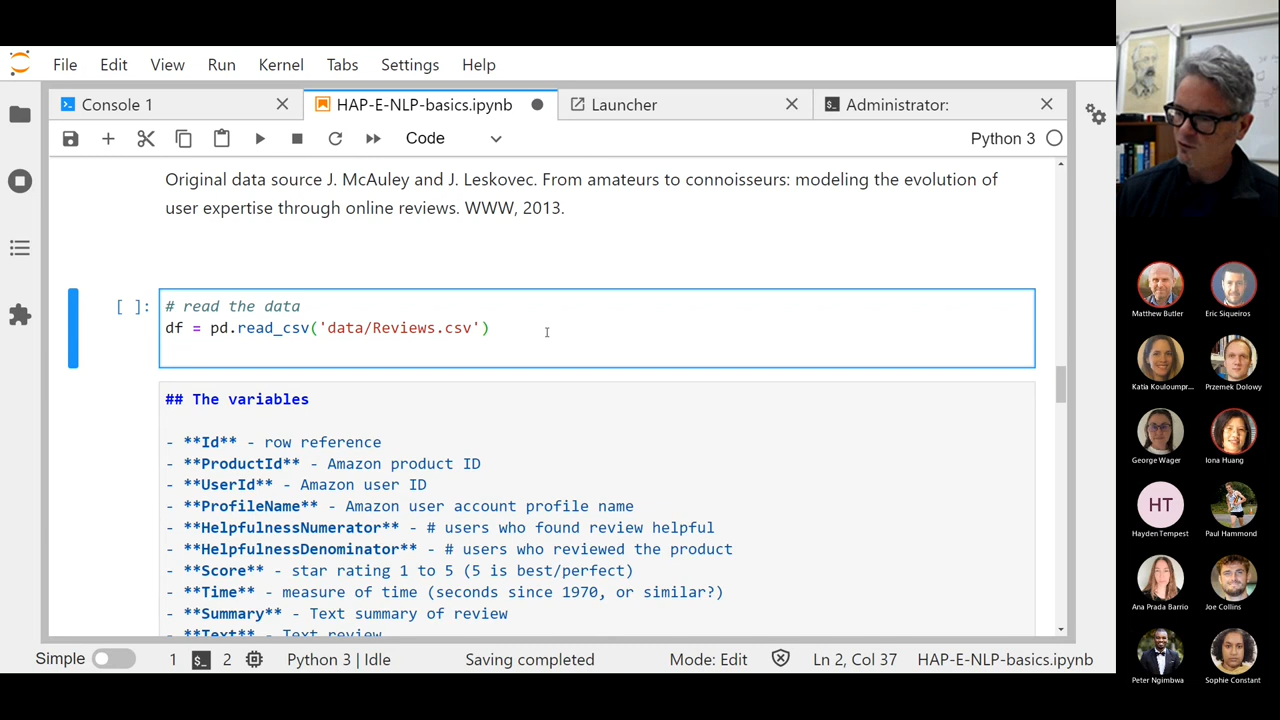 File Edit View Run Kernel Tabs Settings Help
Console 1 HAP-E-NLP-basics.ipynb Launcher Administrator:
Code Python 3
Original data source J. McAuley and J. Leskovec. From amateurs to connoisseurs: modeling the evolution of
user expertise through online reviews. WWW, 2013.
[ ]: # read the data
df = pd.read_csv('data/Reviews.csv')
## The variables
- **Id** - row reference
- **ProductId** - Amazon product ID
- **UserId** - Amazon user ID
- **ProfileName** - Amazon user account profile name
- **HelpfulnessNumerator** - # users who found review helpful
- **HelpfulnessDenominator** - # users who reviewed the product
- **Score** - star rating 1 to 5 (5 is best/perfect)
- **Time** - measure of time (seconds since 1970, or similar?)
- **Summary** - Text summary of review
- **Text** - Text review
Simple 1 2 Python 3 | Idle Saving completed Mode: Edit Ln 2, Col 37 HAP-E-NLP-basics.ipynb
Matthew Butler Eric Siqueiros
Katia Kouloumpr... Przemek Dolowy
George Wager Iona Huang
HT
Hayden Tempest Paul Hammond
Ana Prada Barrio Joe Collins
Peter Ngimbwa Sophie Constant